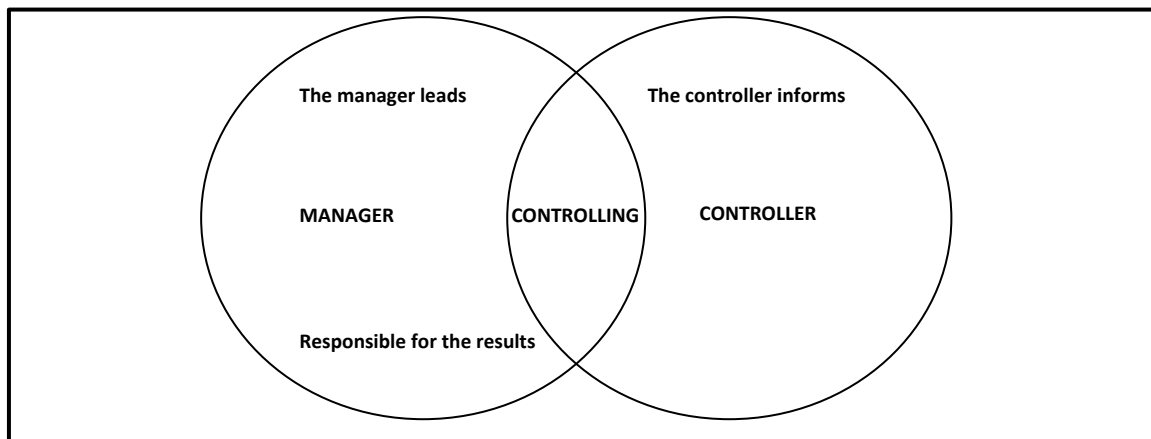 The manager leads
The controller informs
MANAGER
CONTROLLING
CONTROLLER
Responsible for the results